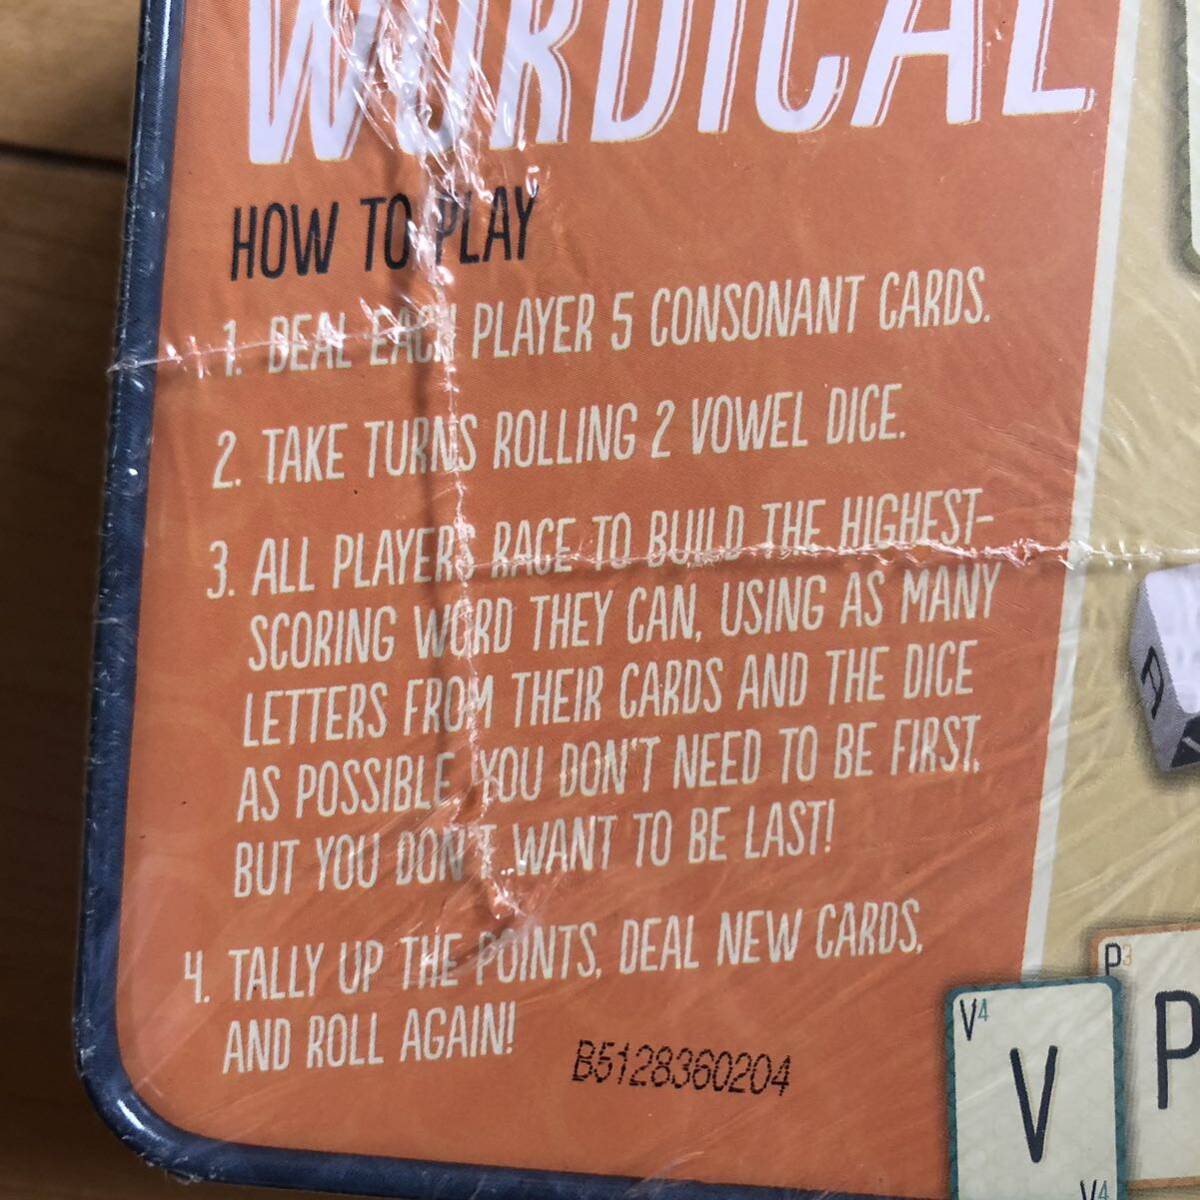 WORDICAL
HOW TO PLAY
1. DEAL EACH PLAYER 5 CONSONANT CARDS.
2. TAKE TURNS ROLLING 2 VOWEL DICE.
3. ALL PLAYERS RACE TO BUILD THE HIGHEST-
SCORING WORD THEY CAN, USING AS MANY
LETTERS FROM THEIR CARDS AND THE DICE
AS POSSIBLE. YOU DON'T NEED TO BE FIRST,
BUT YOU DON'T...WANT TO BE LAST!
4. TALLY UP THE POINTS, DEAL NEW CARDS,
AND ROLL AGAIN!
B5128360204
A
P3
P
V4
V
V4